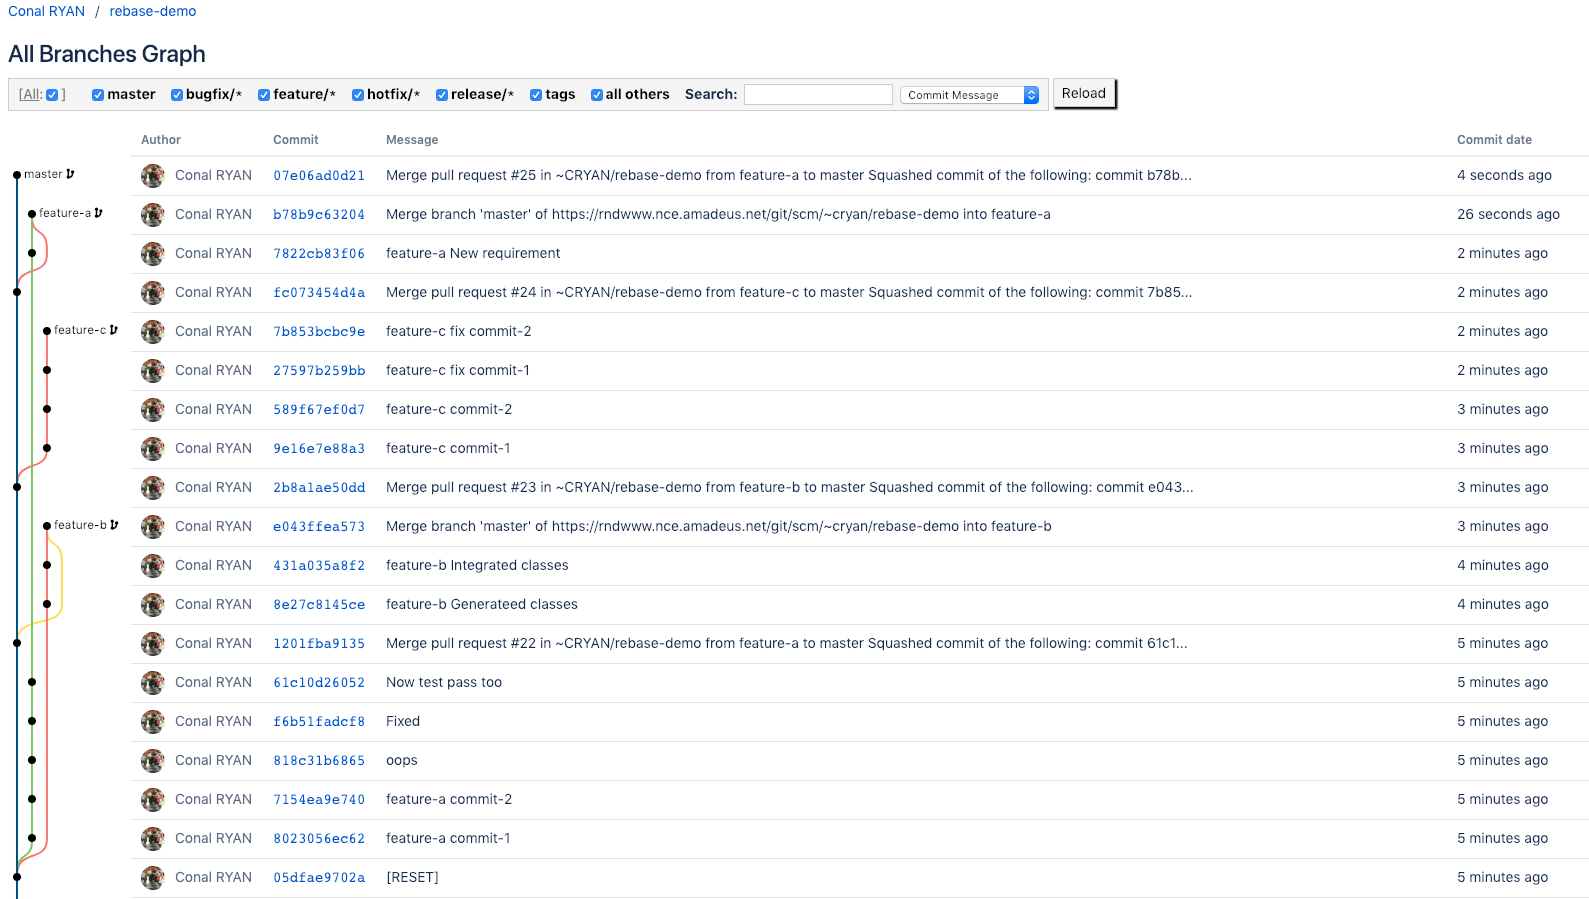 Conal RYAN / rebase-demo
All Branches Graph
[All: ] master bugfix/* feature/* hotfix/* release/* tags all others Search: Commit Message Reload
Author Commit Message Commit date
master Conal RYAN 07e06ad0d21 Merge pull request #25 in ~CRYAN/rebase-demo from feature-a to master Squashed commit of the following: commit b78b... 4 seconds ago
feature-a Conal RYAN b78b9c63204 Merge branch 'master' of https://rndwww.nce.amadeus.net/git/scm/~cryan/rebase-demo into feature-a 26 seconds ago
Conal RYAN 7822cb83f06 feature-a New requirement 2 minutes ago
Conal RYAN fc073454d4a Merge pull request #24 in ~CRYAN/rebase-demo from feature-c to master Squashed commit of the following: commit 7b85... 2 minutes ago
feature-c Conal RYAN 7b853bcbc9e feature-c fix commit-2 2 minutes ago
Conal RYAN 27597b259bb feature-c fix commit-1 2 minutes ago
Conal RYAN 589f67ef0d7 feature-c commit-2 3 minutes ago
Conal RYAN 9e16e7e88a3 feature-c commit-1 3 minutes ago
Conal RYAN 2b8a1ae50dd Merge pull request #23 in ~CRYAN/rebase-demo from feature-b to master Squashed commit of the following: commit e043... 3 minutes ago
feature-b Conal RYAN e043ffea573 Merge branch 'master' of https://rndwww.nce.amadeus.net/git/scm/~cryan/rebase-demo into feature-b 3 minutes ago
Conal RYAN 431a035a8f2 feature-b Integrated classes 4 minutes ago
Conal RYAN 8e27c8145ce feature-b Generateed classes 4 minutes ago
Conal RYAN 1201fba9135 Merge pull request #22 in ~CRYAN/rebase-demo from feature-a to master Squashed commit of the following: commit 61c1... 5 minutes ago
Conal RYAN 61c10d26052 Now test pass too 5 minutes ago
Conal RYAN f6b51fadcf8 Fixed 5 minutes ago
Conal RYAN 818c31b6865 oops 5 minutes ago
Conal RYAN 7154ea9e740 feature-a commit-2 5 minutes ago
Conal RYAN 8023056ec62 feature-a commit-1 5 minutes ago
Conal RYAN 05dfae9702a [RESET] 5 minutes ago